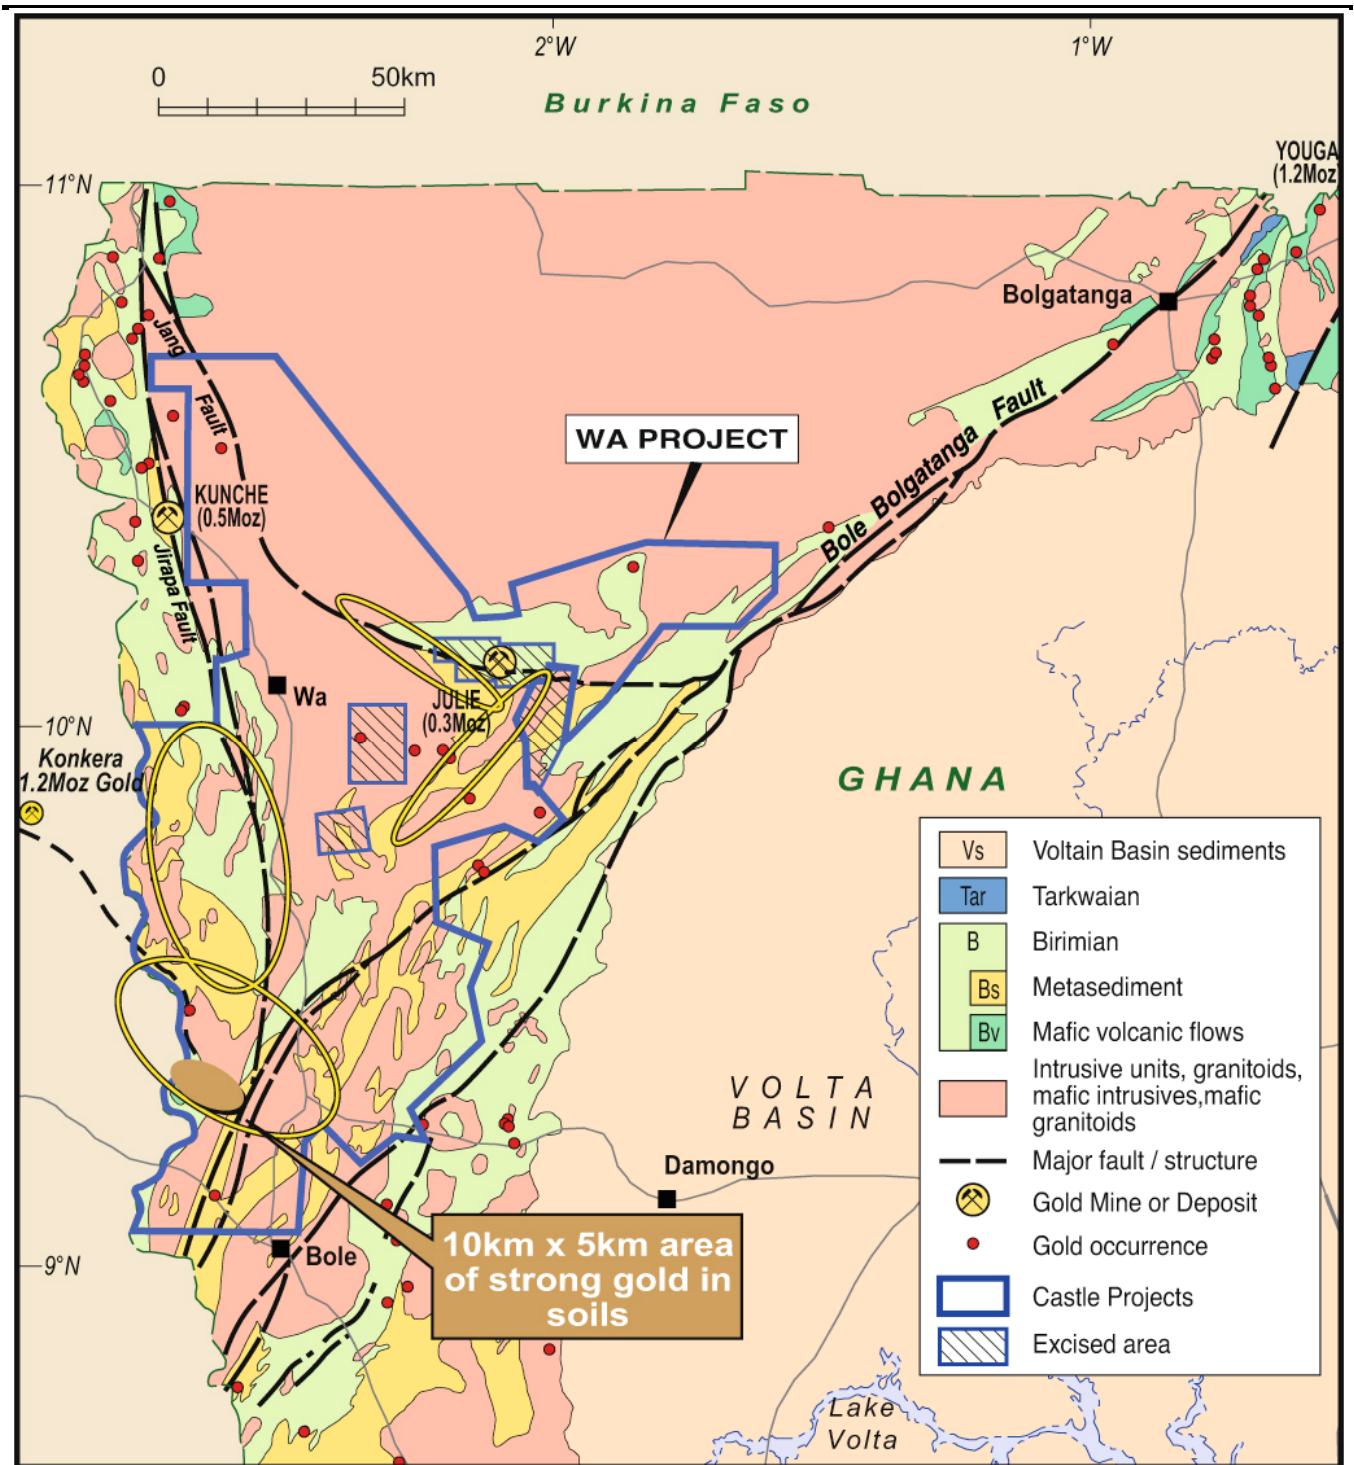 2°W
1°W
0
50km
Burkina Faso
YOUGA
(1.2Moz)
11°N
Bolgatanga
Jang
Fault
WA PROJECT
Bole Bolgatanga Fault
KUNCHE
(0.5Moz)
Jirapa Fault
Wa
JULIE
(0.3Moz)
10°N
Konkera
1.2Moz Gold
GHANA
Vs
Voltain Basin sediments
Tar
Tarkwaian
B
Birimian
Bs
Metasediment
Bv
Mafic volcanic flows
Intrusive units, granitoids,
mafic intrusives,mafic
granitoids
Major fault / structure
Gold Mine or Deposit
Gold occurrence
Castle Projects
Excised area
VOLTA
BASIN
Damongo
9°N
Bole
10km x 5km area
of strong gold in
soils
Lake
Volta